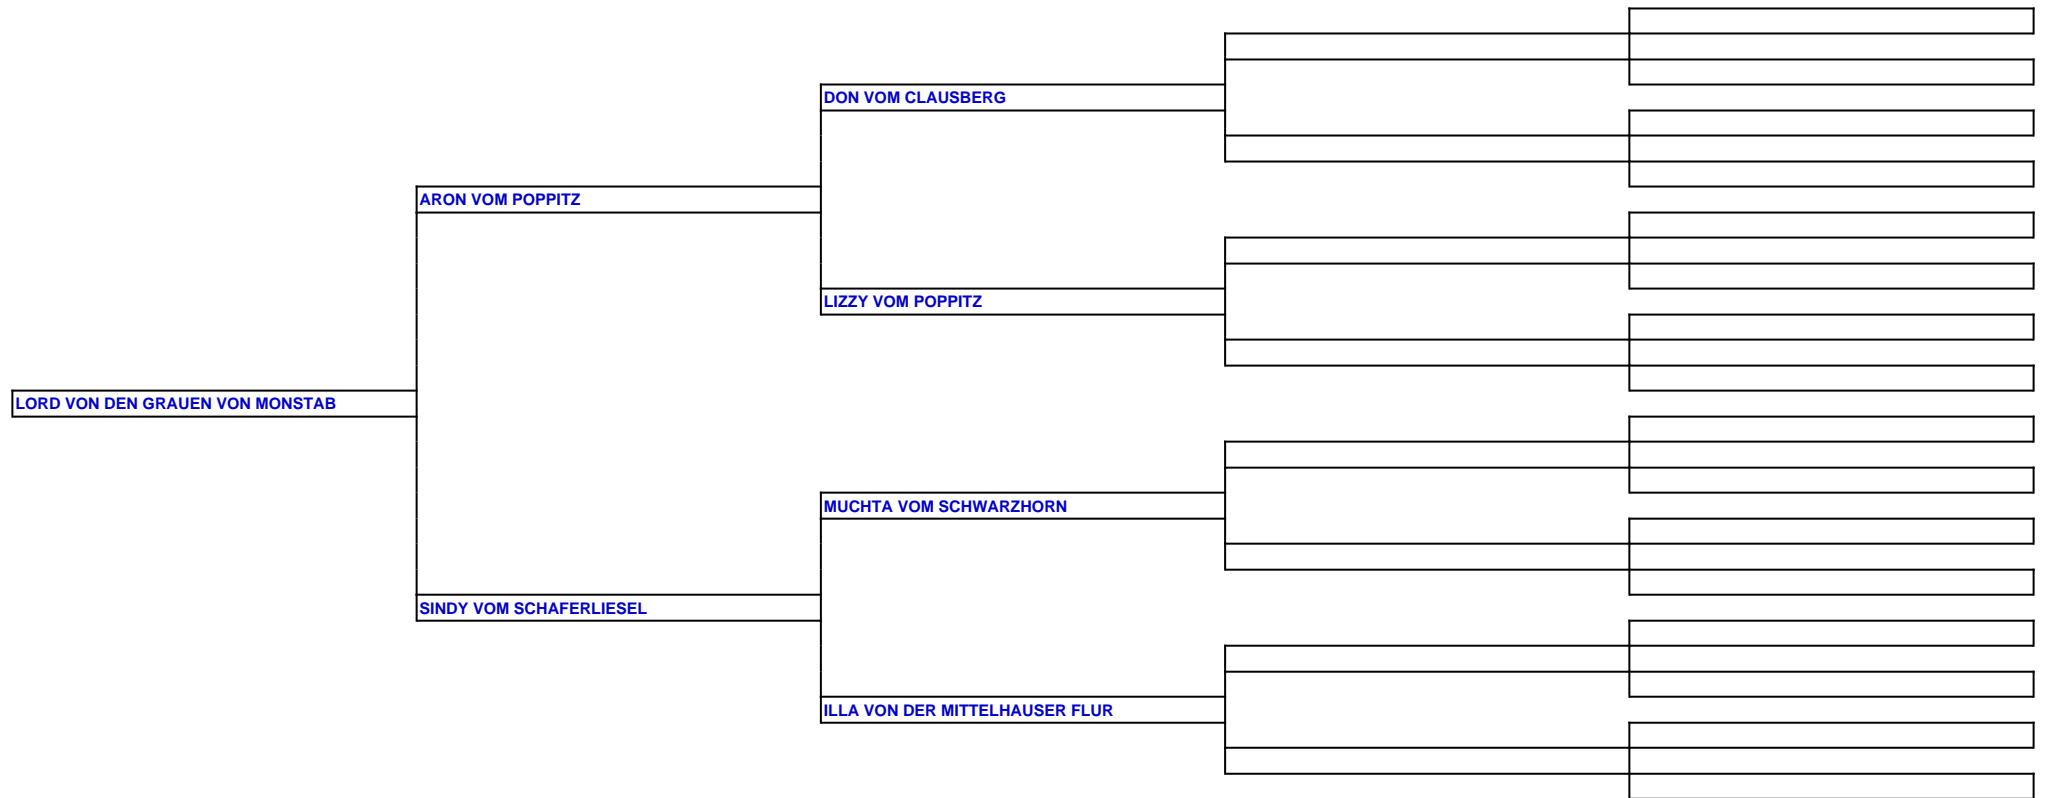 DON VOM CLAUSBERG
ARON VOM POPPITZ
LIZZY VOM POPPITZ
LORD VON DEN GRAUEN VON MONSTAB
MUCHTA VOM SCHWARZHORN
SINDY VOM SCHAFERLIESEL
ILLA VON DER MITTELHAUSER FLUR